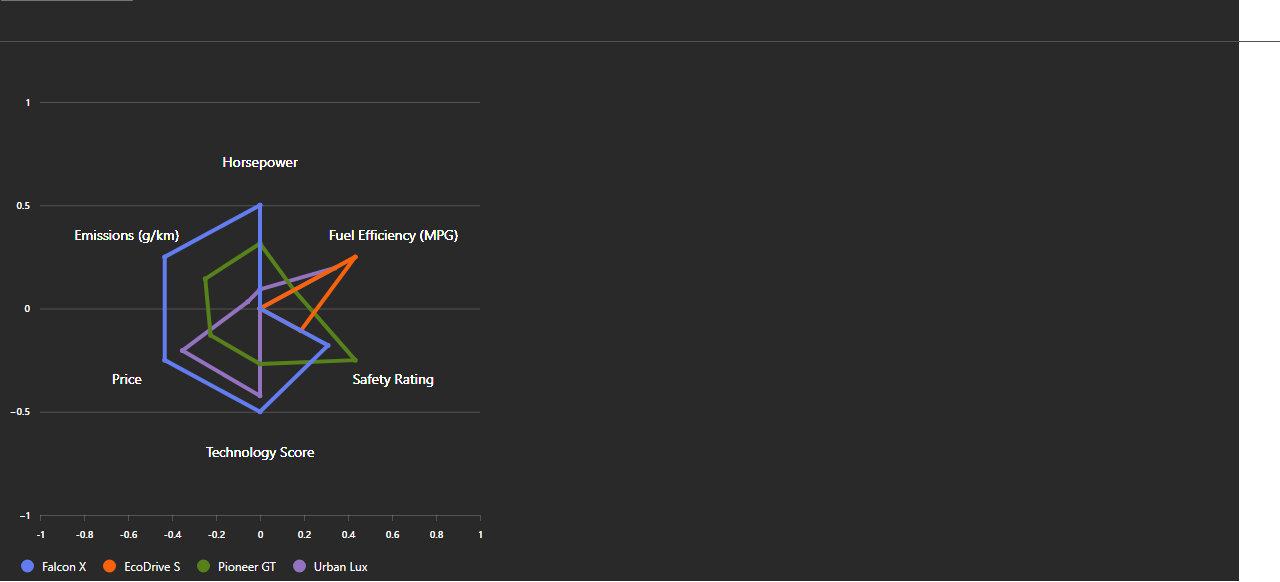 1
Horsepower
0.5
Emissions (g/km)
Fuel Efficiency (MPG)
0
Price
Safety Rating
−0.5
Technology Score
−1
-1 -0.8 -0.6 -0.4 -0.2 0 0.2 0.4 0.6 0.8 1
Falcon X EcoDrive S Pioneer GT Urban Lux